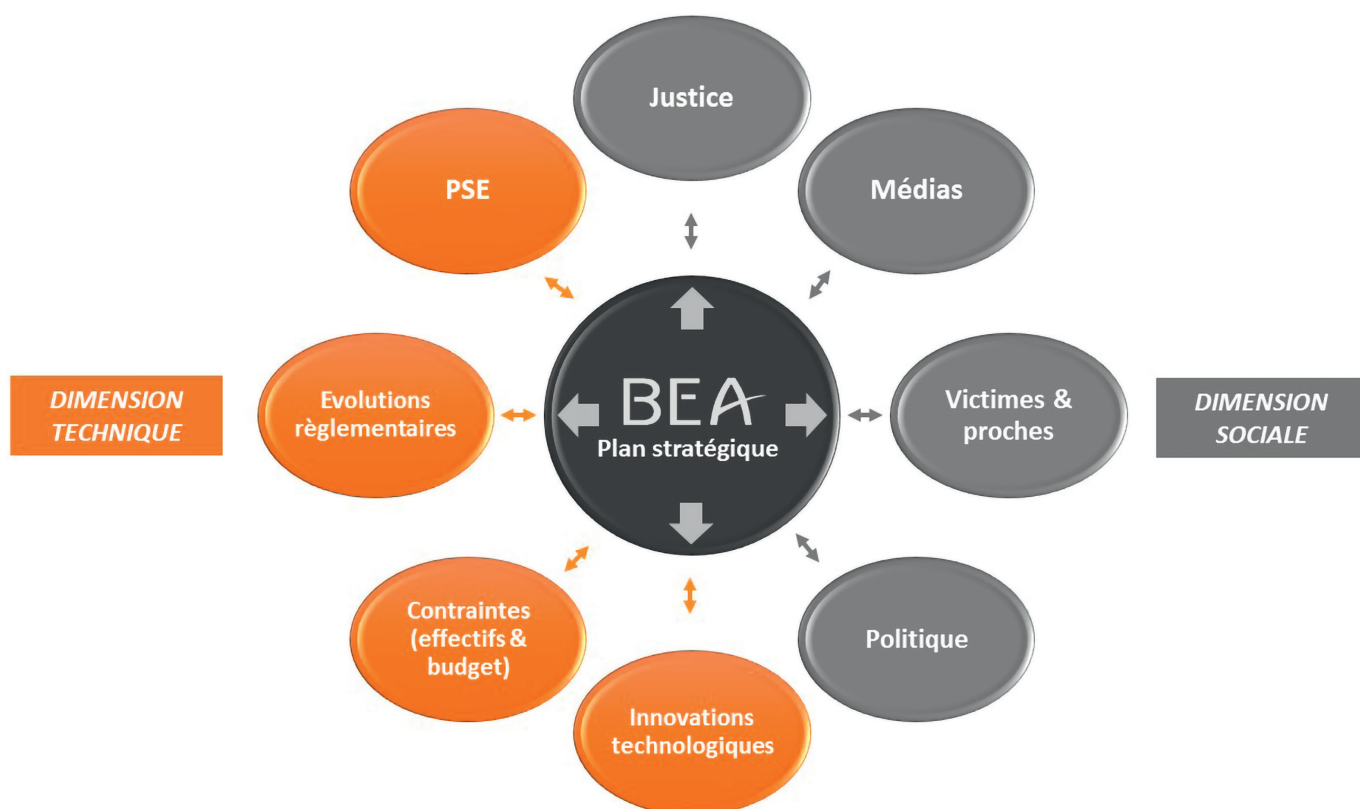 Justice
PSE
Médias
DIMENSION
TECHNIQUE
Evolutions
règlementaires
BEA
Plan stratégique
Victimes &
proches
DIMENSION
SOCIALE
Contraintes
(effectifs &
budget)
Politique
Innovations
technologiques